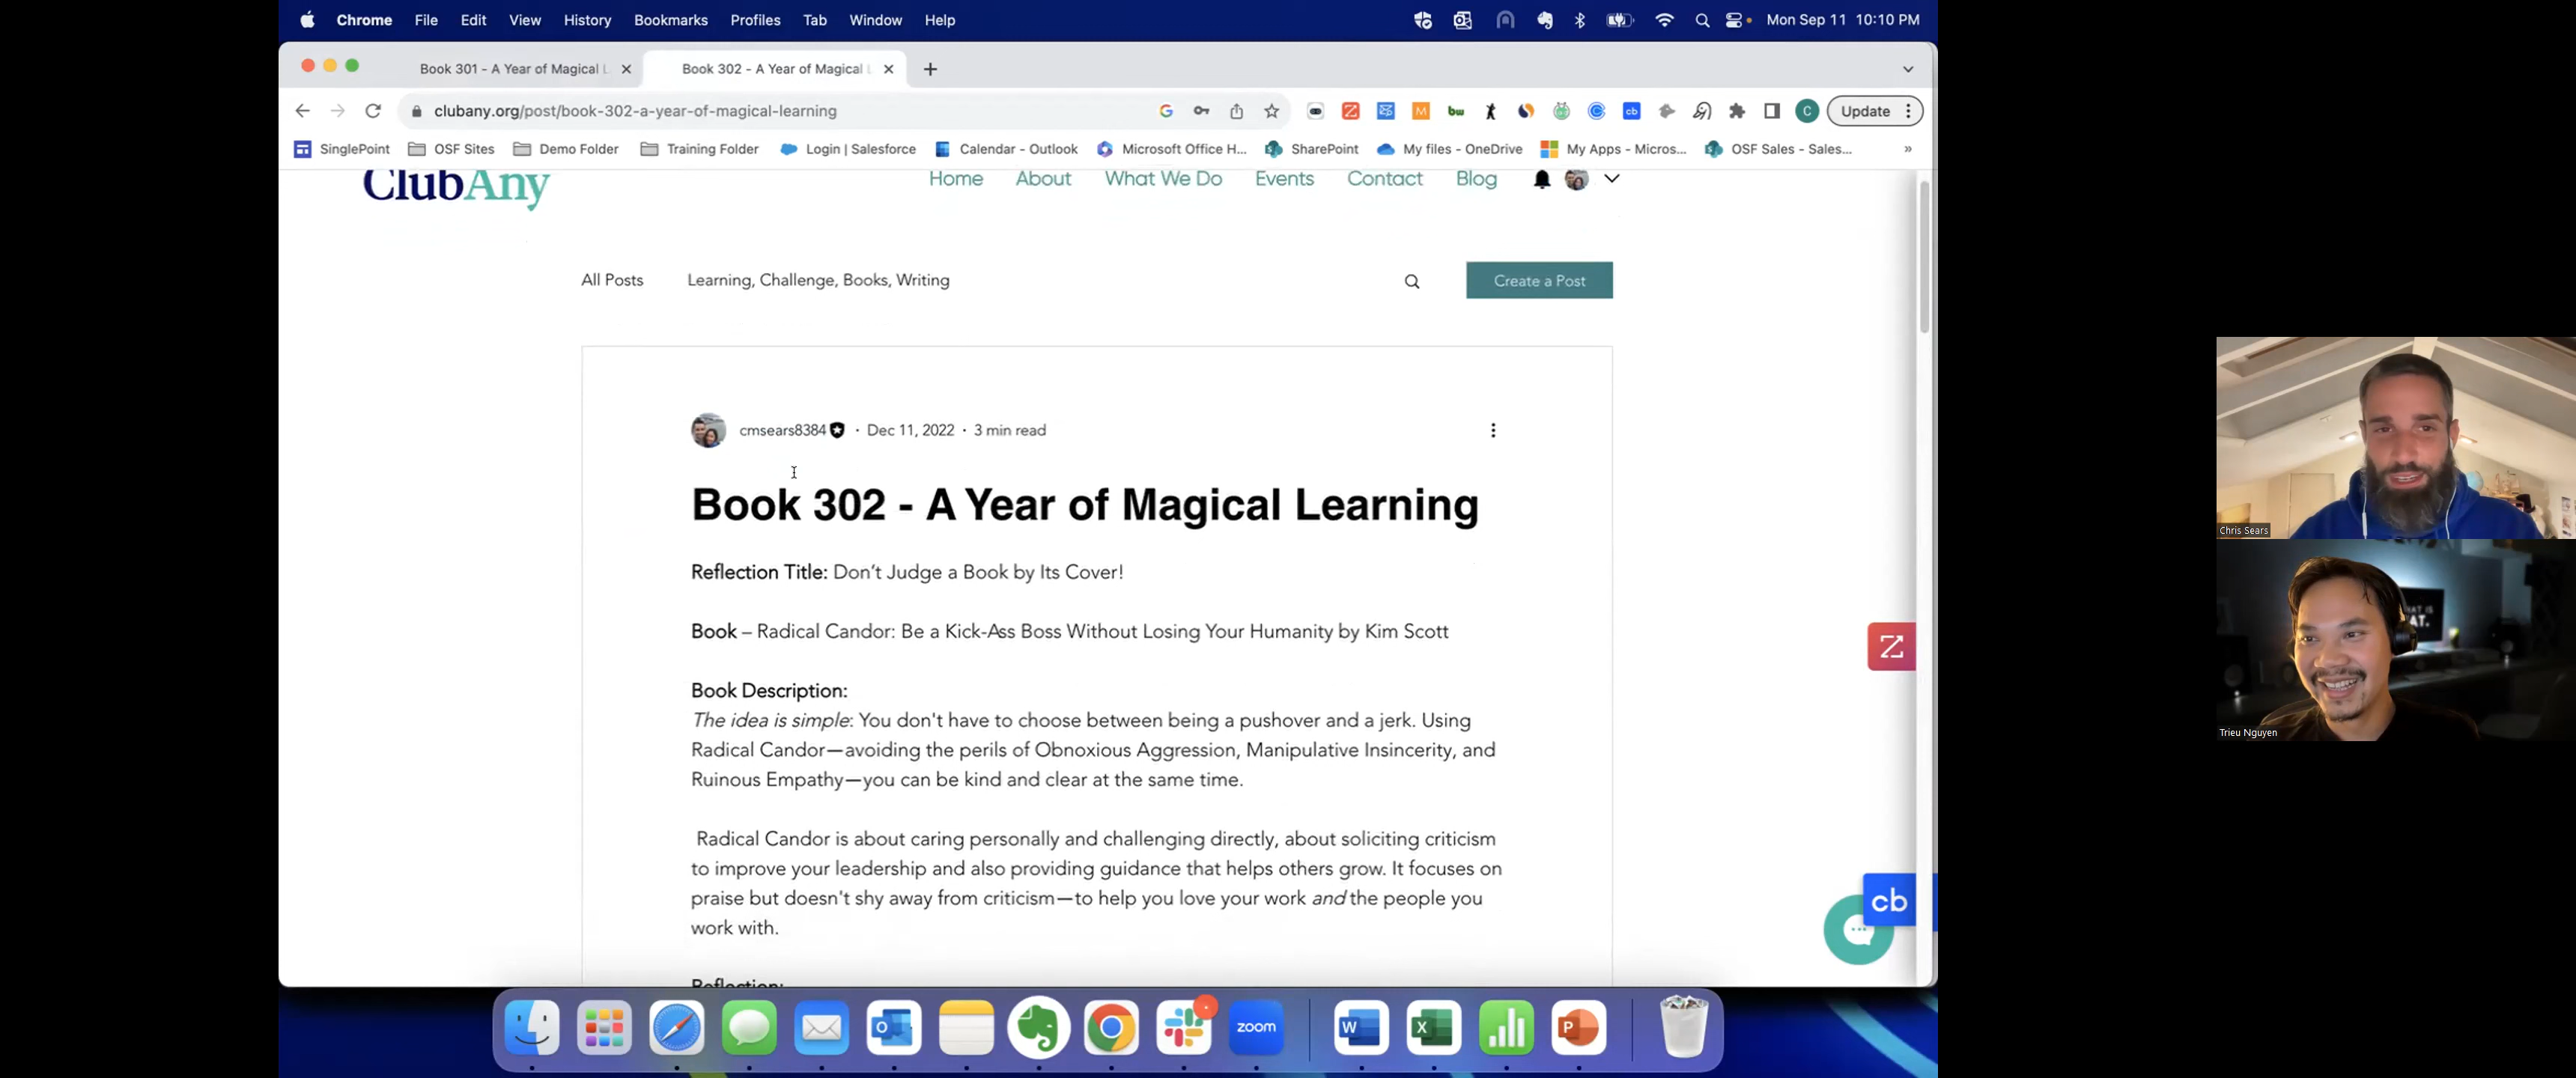 Chrome File Edit View History Bookmarks Profiles Tab Window Help
Mon Sep 11 10:10 PM
Book 301 - A Year of Magical L
Book 302 - A Year of Magical L
clubany.org/post/book-302-a-year-of-magical-learning
M bw cb C Update
SinglePoint OSF Sites Demo Folder Training Folder Login | Salesforce Calendar - Outlook Microsoft Office H... SharePoint My files - OneDrive My Apps - Micros... OSF Sales - Sales... »
ClubAny
Home About What We Do Events Contact Blog
All Posts Learning, Challenge, Books, Writing
Create a Post
cmsears8384 · Dec 11, 2022 · 3 min read
Book 302 - A Year of Magical Learning
Reflection Title: Don’t Judge a Book by Its Cover!
Book – Radical Candor: Be a Kick-Ass Boss Without Losing Your Humanity by Kim Scott
Book Description:
The idea is simple: You don't have to choose between being a pushover and a jerk. Using
Radical Candor—avoiding the perils of Obnoxious Aggression, Manipulative Insincerity, and
Ruinous Empathy—you can be kind and clear at the same time.
Radical Candor is about caring personally and challenging directly, about soliciting criticism
to improve your leadership and also providing guidance that helps others grow. It focuses on
praise but doesn't shy away from criticism—to help you love your work and the people you
work with.
Reflection:
cb
zoom
W X P
Chris Sears
Trieu Nguyen